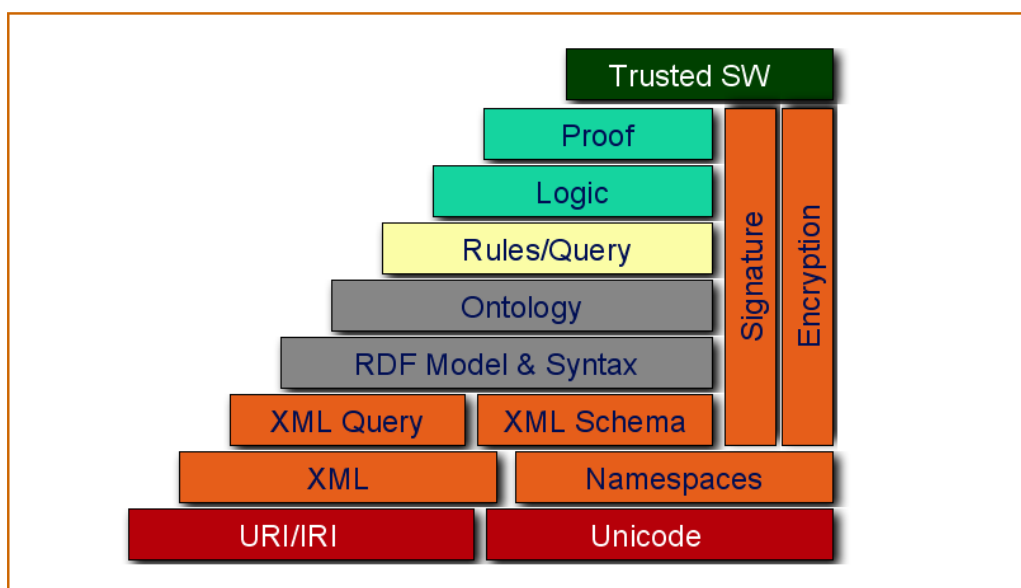 Trusted SW
Proof
Logic
Rules/Query
Ontology
RDF Model & Syntax
XML Query
XML Schema
Signature
Encryption
XML
Namespaces
URI/IRI
Unicode